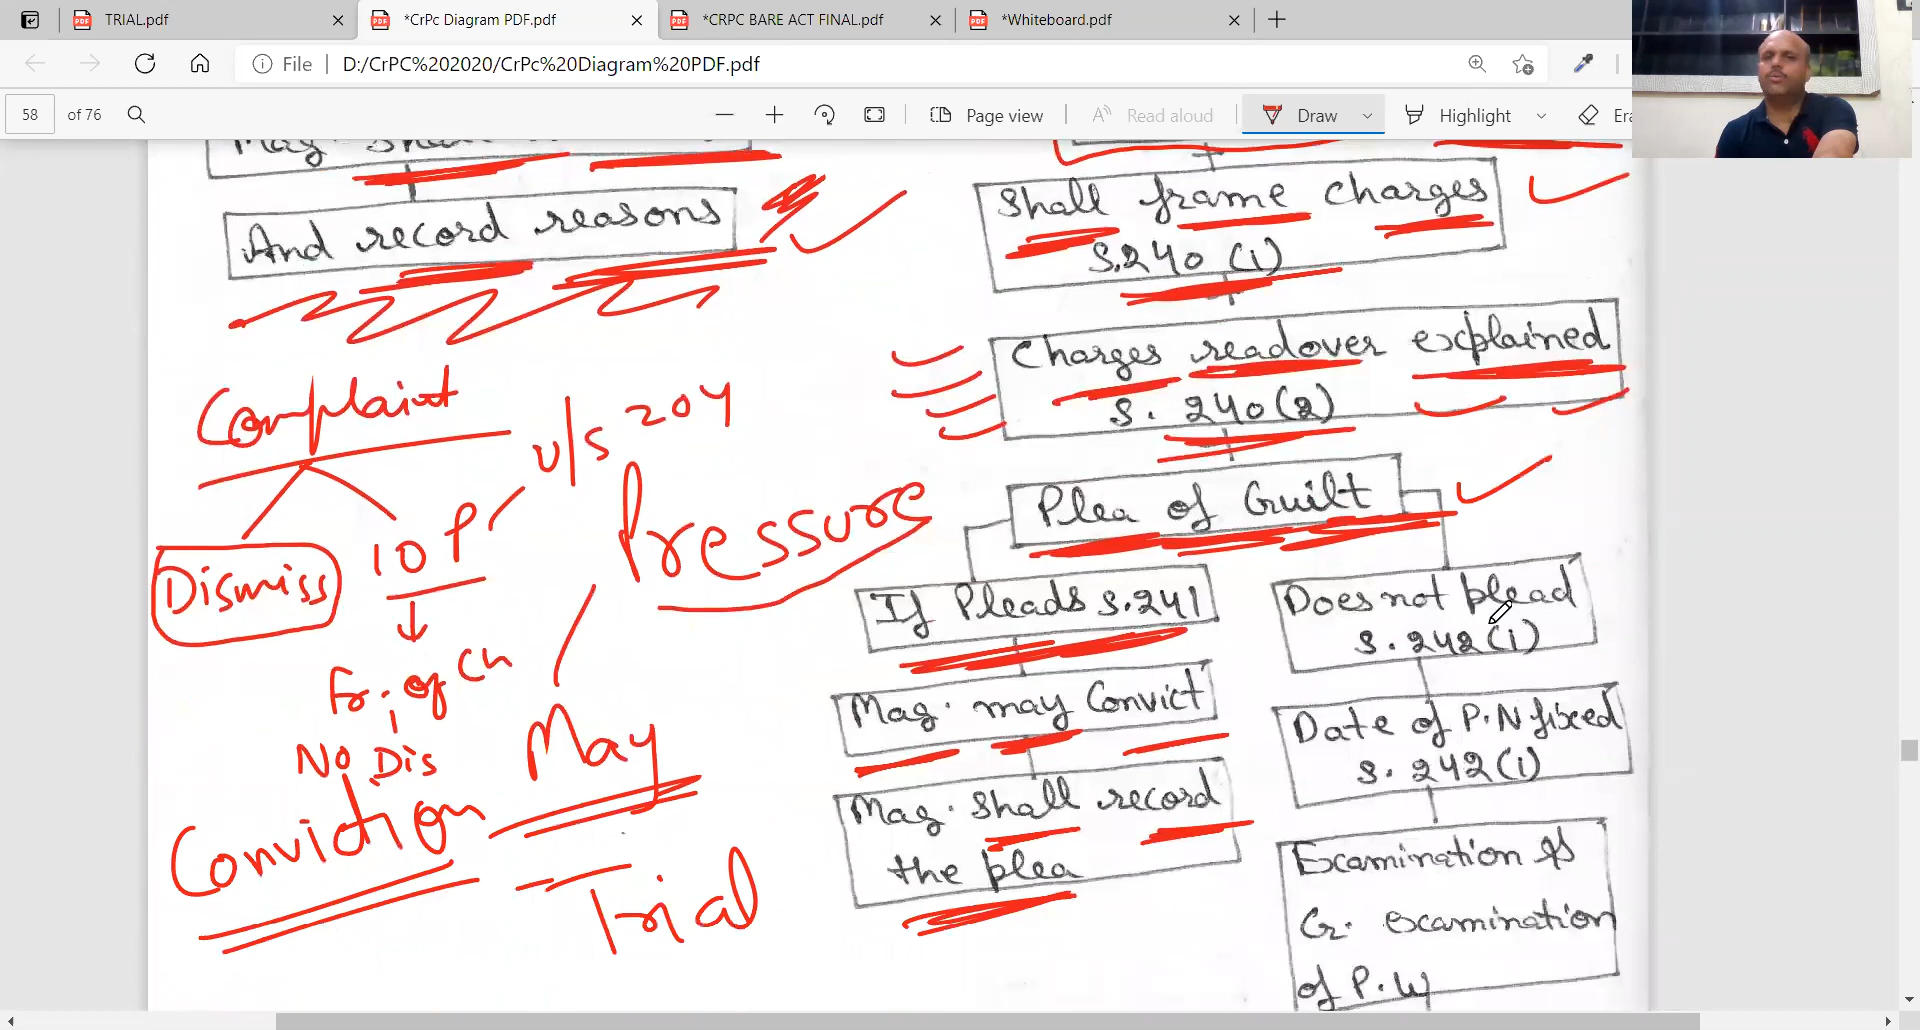 TRIAL.pdf
*CrPc Diagram PDF.pdf
*CRPC BARE ACT FINAL.pdf
*Whiteboard.pdf
File
D:/CrPC%202020/CrPc%20Diagram%20PDF.pdf
58 of 76
Page view
Read aloud
Draw
Highlight
Era
And record reasons
Complaint
u/s 204
Dismiss
IOP
Fr. of Ch
No Dis
Pressure
May
Conviction
Trial
Shall frame charges
S.240 (1)
Charges readover explained
S. 240(2)
Plea of Guilt
If Pleads S.241
Mag. may Convict
Mag. Shall record
the plea
Does not plead
S. 242(1)
Date of P.N fixed
S. 242(1)
Examination of
Cr. examination
of P.W